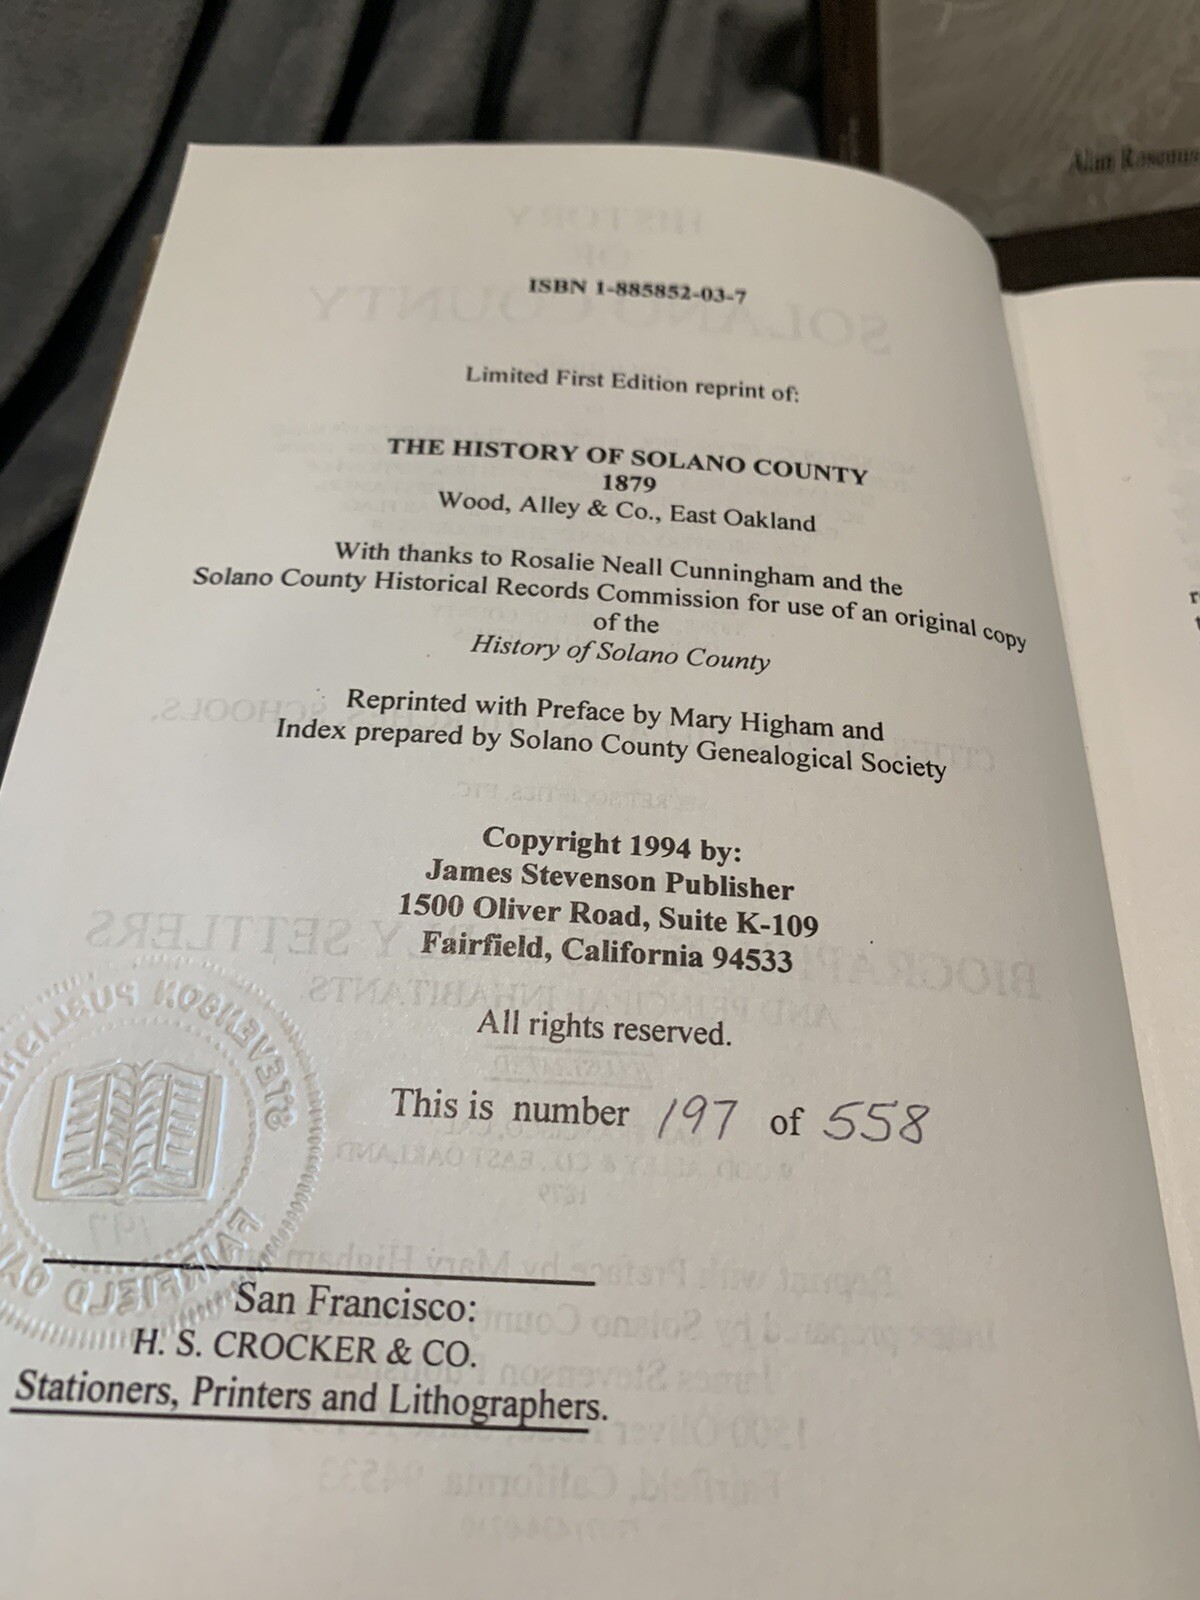 Alan
ISBN 1-885852-03-7
Limited First Edition reprint of:
THE HISTORY OF SOLANO COUNTY
1879
Wood, Alley & Co., East Oakland
With thanks to Rosalie Neall Cunningham and the
Solano County Historical Records Commission for use of an original copy
of the
History of Solano County
Reprinted with Preface by Mary Higham and
Index prepared by Solano County Genealogical Society
Copyright 1994 by:
James Stevenson Publisher
1500 Oliver Road, Suite K-109
Fairfield, California 94533
All rights reserved.
This is number 197 of 558
STEVENSON
FAIRFIELD
San Francisco:
H. S. CROCKER & CO.
Stationers, Printers and Lithographers.